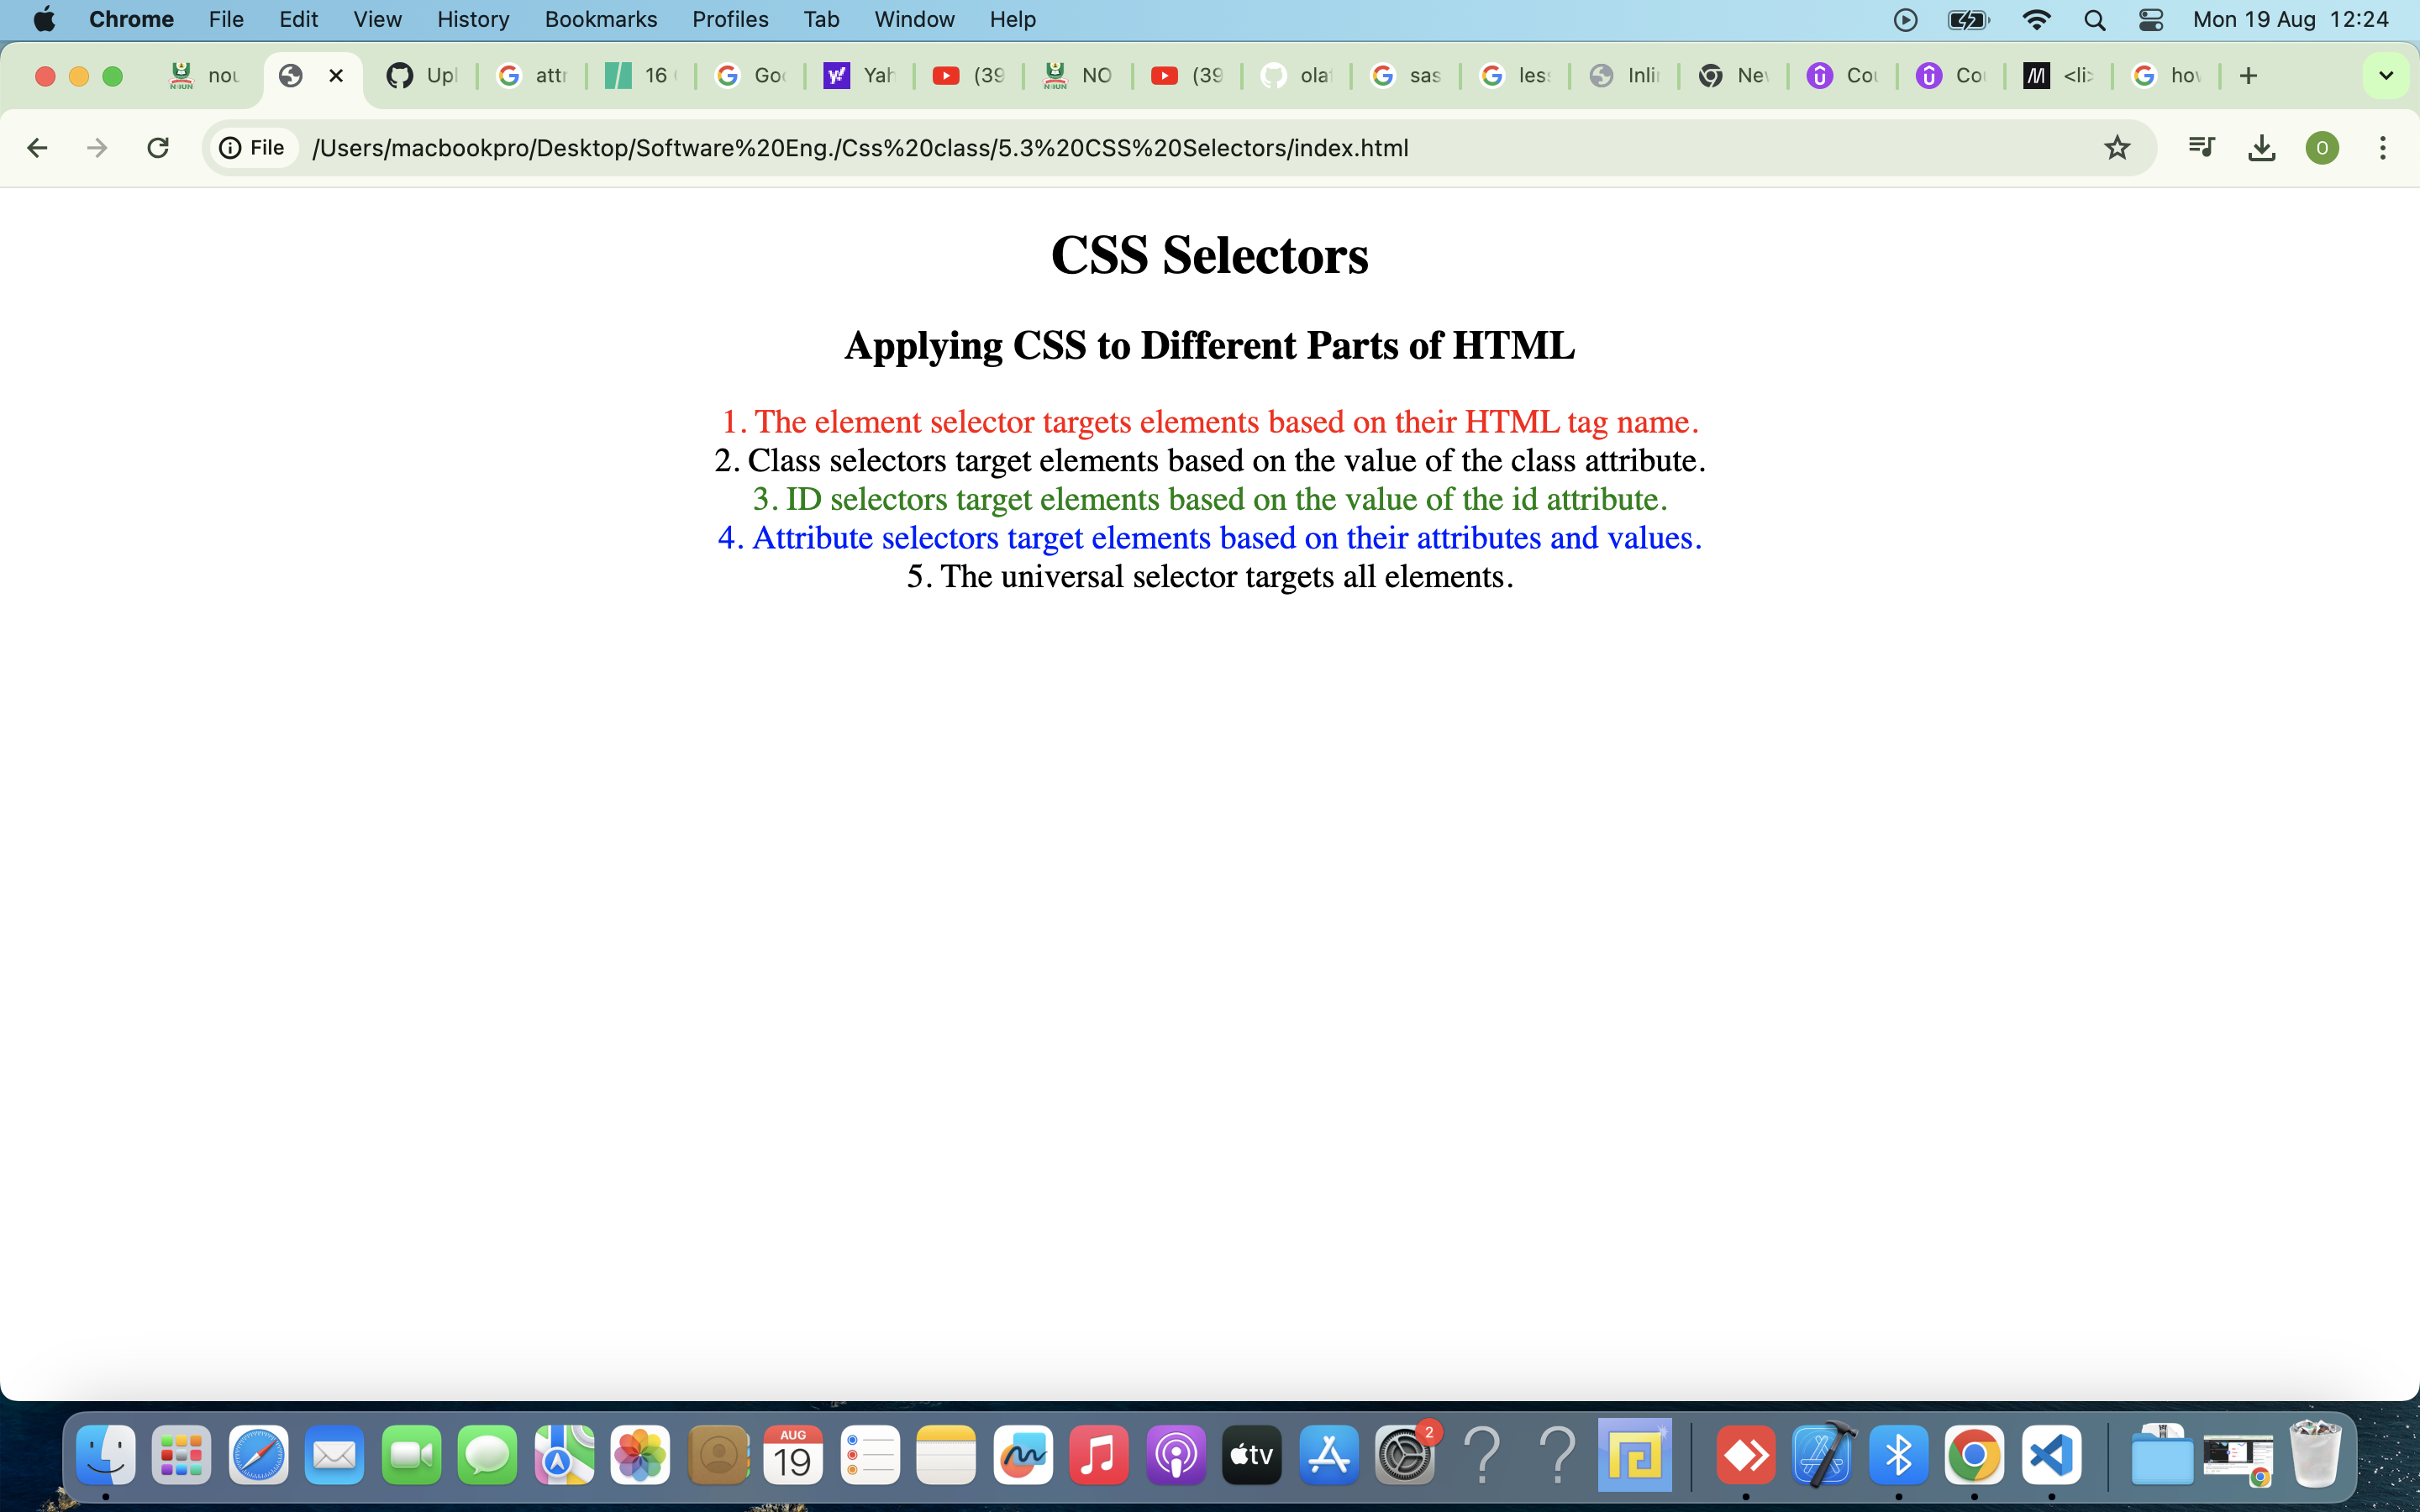 Chrome File Edit View History Bookmarks Profiles Tab Window Help Mon 19 Aug 12:24
nou Upl attr 16 Goo Yah (39 NO (39 olaf sas less Inli Nev Cou Cou <li> how
File /Users/macbookpro/Desktop/Software%20Eng./Css%20class/5.3%20CSS%20Selectors/index.html O
CSS Selectors
Applying CSS to Different Parts of HTML
1. The element selector targets elements based on their HTML tag name.
2. Class selectors target elements based on the value of the class attribute.
3. ID selectors target elements based on the value of the id attribute.
4. Attribute selectors target elements based on their attributes and values.
5. The universal selector targets all elements.
AUG
19
tv
2